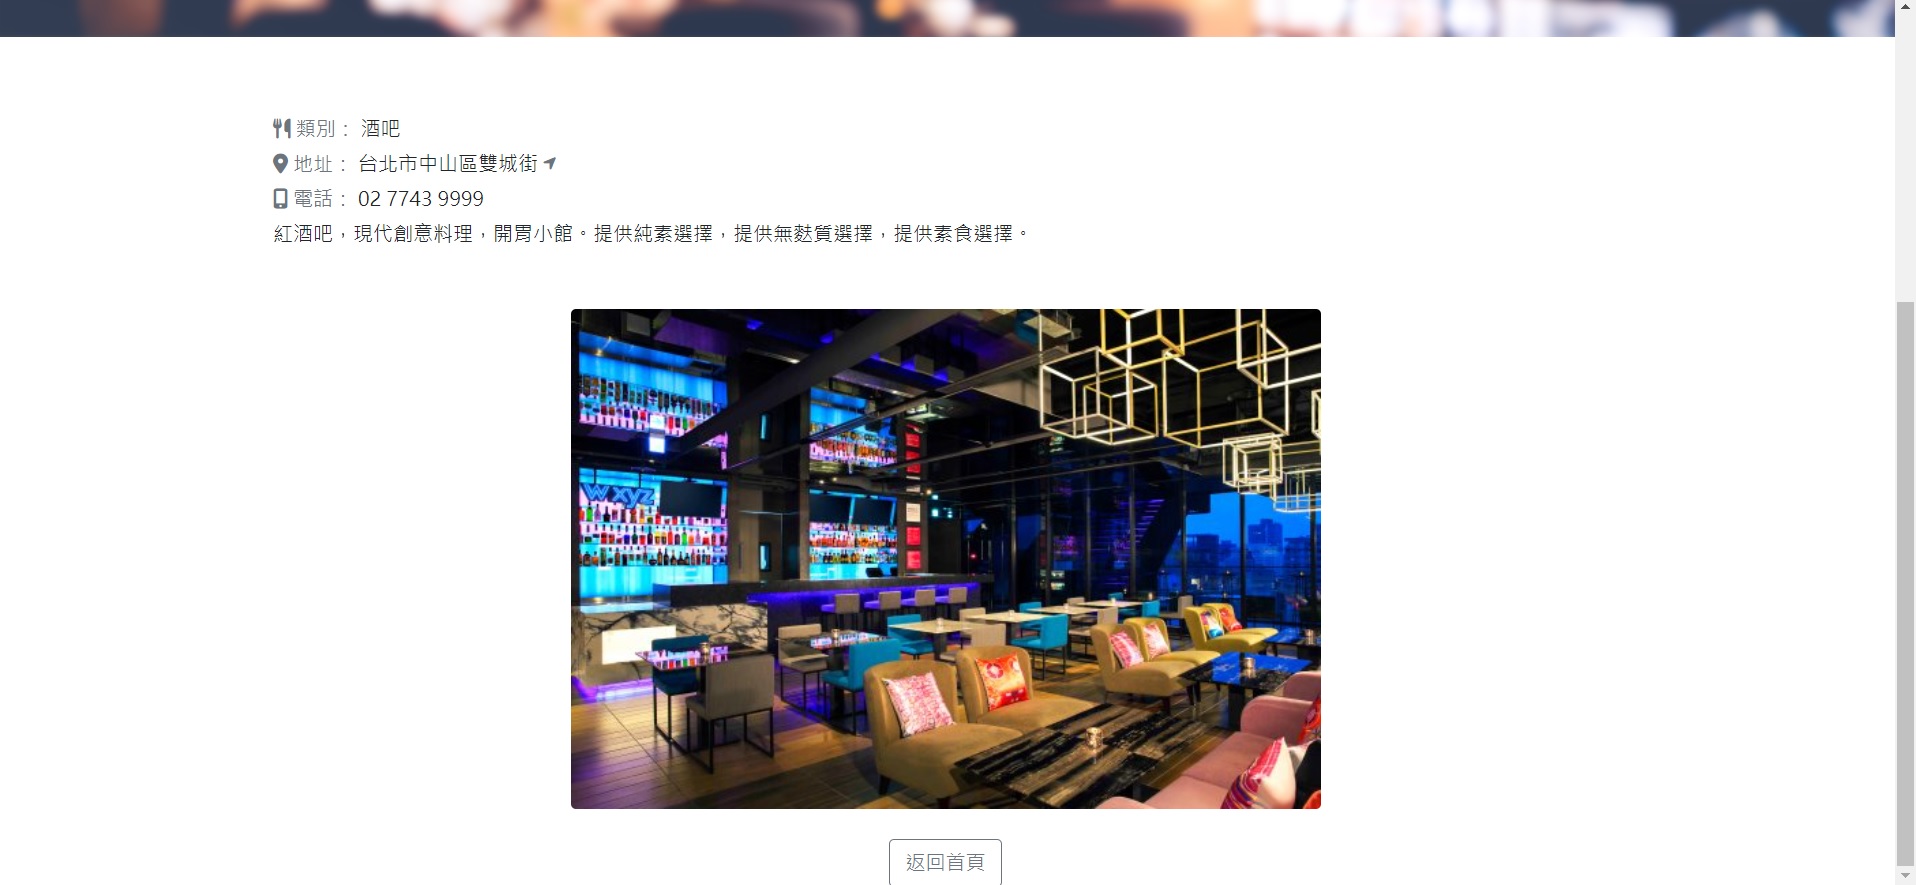 類別： 酒吧
地址： 台北市中山區雙城街
電話： 02 7743 9999
紅酒吧，現代創意料理，開胃小館。提供純素選擇，提供無麩質選擇，提供素食選擇。
w xyz
返回首頁